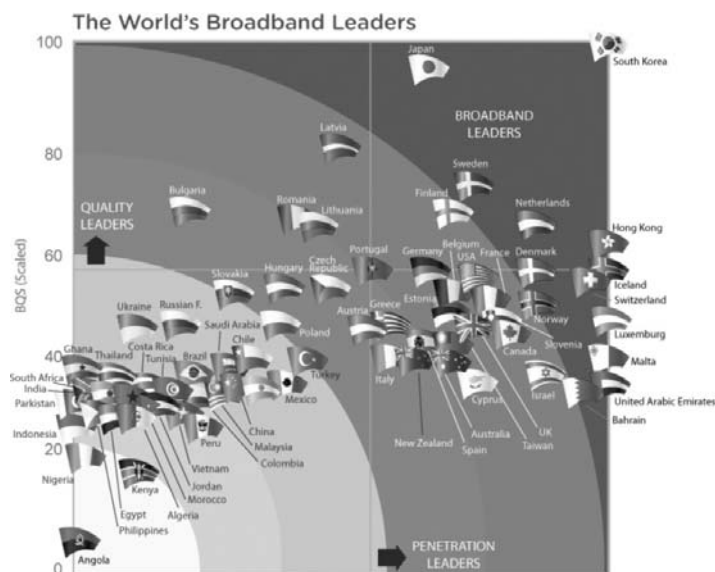 The World's Broadband Leaders
100
80
60
40
20
0
BQS (Scaled)
QUALITY
LEADERS
BROADBAND
LEADERS
PENETRATION
LEADERS
Japan
South Korea
Latvia
Sweden
Bulgaria
Romania
Lithuania
Finland
Netherlands
Hong Kong
Portugal
Germany
Belgium
USA
France
Denmark
Iceland
Switzerland
Slovakia
Hungary
Czech
Republic
Estonia
Norway
Luxemburg
Ukraine
Russian F.
Poland
Austria
Greece
Slovenia
Canada
Malta
Ghana
Thailand
Costa Rica
Tunisia
Brazil
Saudi Arabia
Chile
Turkey
Italy
Cyprus
Israel
United Arab Emirates
Bahrain
South Africa
India
Parkistan
Mexico
Indonesia
Peru
China
Malaysia
Colombia
New Zealand
Australia
Spain
UK
Taiwan
Nigeria
Kenya
Vietnam
Jordan
Morocco
Algeria
Egypt
Philippines
Angola